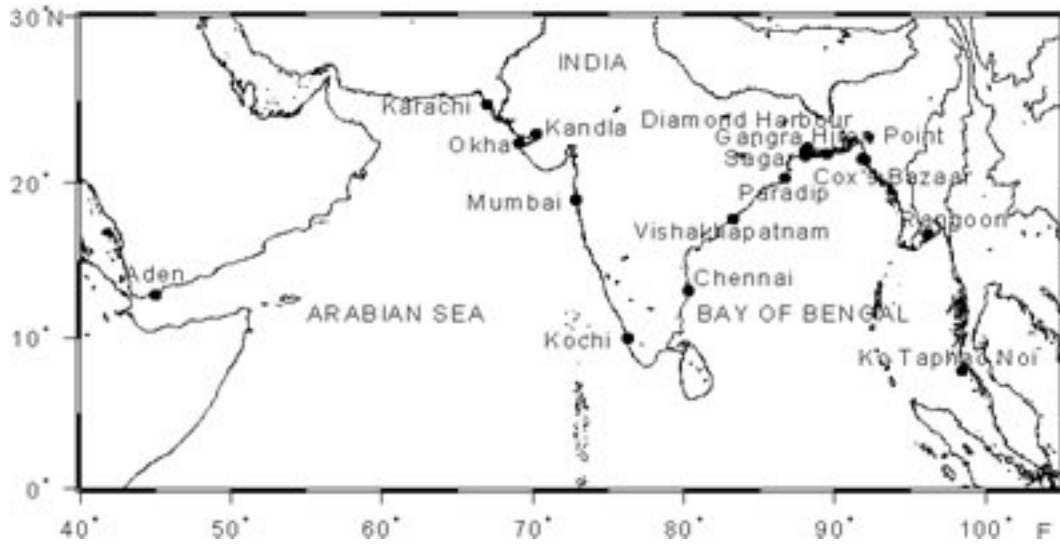 30°N
INDIA
Karachi
Diamond Harbour
Kandla
Gangra
Hiro Point
Okha
Sagar
20°
Cox's Bazaar
Paradip
Mumbai
Rangoon
Vishakhapatnam
Aden
Chennai
ARABIAN SEA
BAY OF BENGAL
10°
Kochi
Ko Taphao Noi
0°
40° 50° 60° 70° 80° 90° 100° E